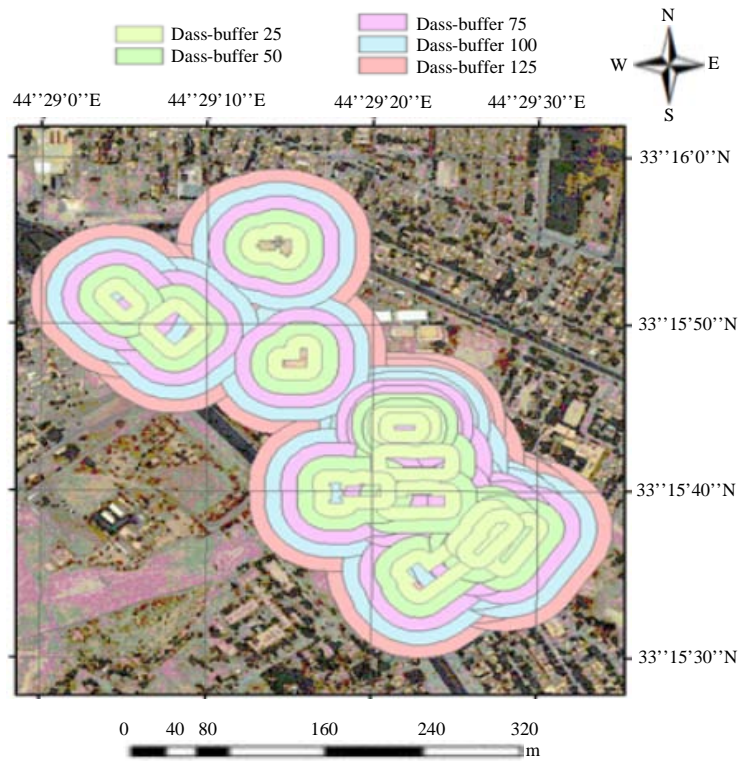 Dass-buffer 25
Dass-buffer 50
Dass-buffer 75
Dass-buffer 100
Dass-buffer 125
N
W
E
S
44''29'0''E
44''29'10''E
44''29'20''E
44''29'30''E
33''16'0''N
33''15'50''N
33''15'40''N
33''15'30''N
0 40 80 160 240 320
m